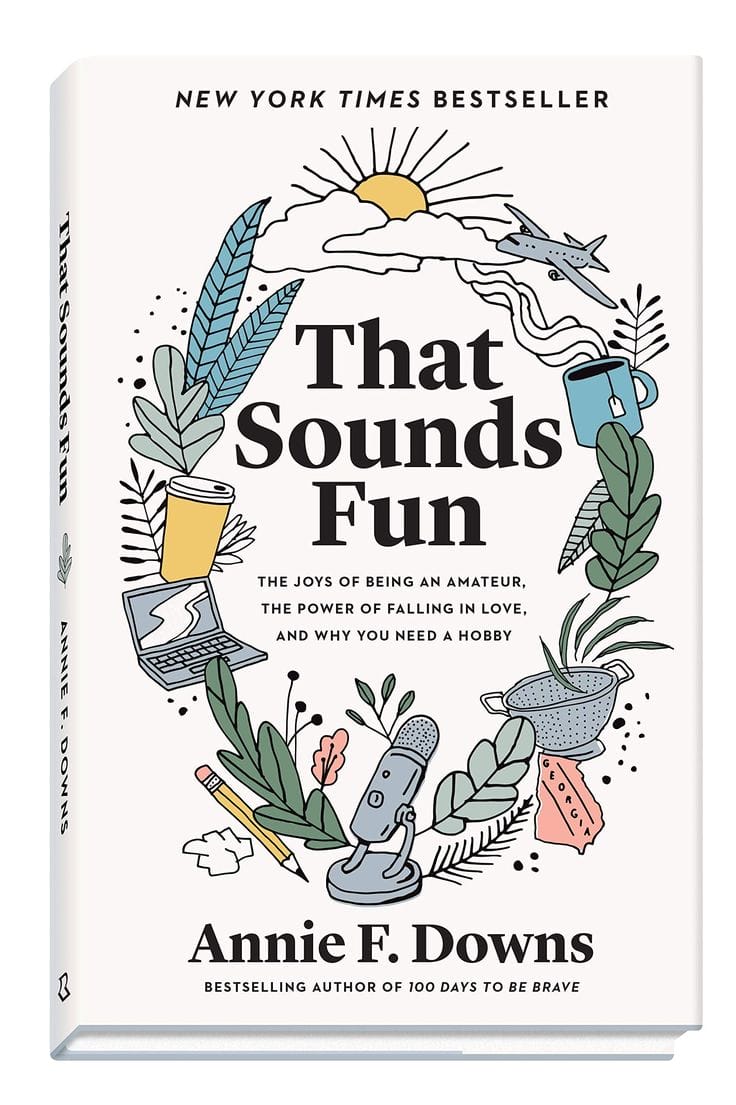 NEW YORK TIMES BESTSELLER
That
Sounds
Fun
THE JOYS OF BEING AN AMATEUR,
THE POWER OF FALLING IN LOVE,
AND WHY YOU NEED A HOBBY
GEORGIA
Annie F. Downs
BESTSELLING AUTHOR OF 100 DAYS TO BE BRAVE
That Sounds Fun
ANNIE F. DOWNS